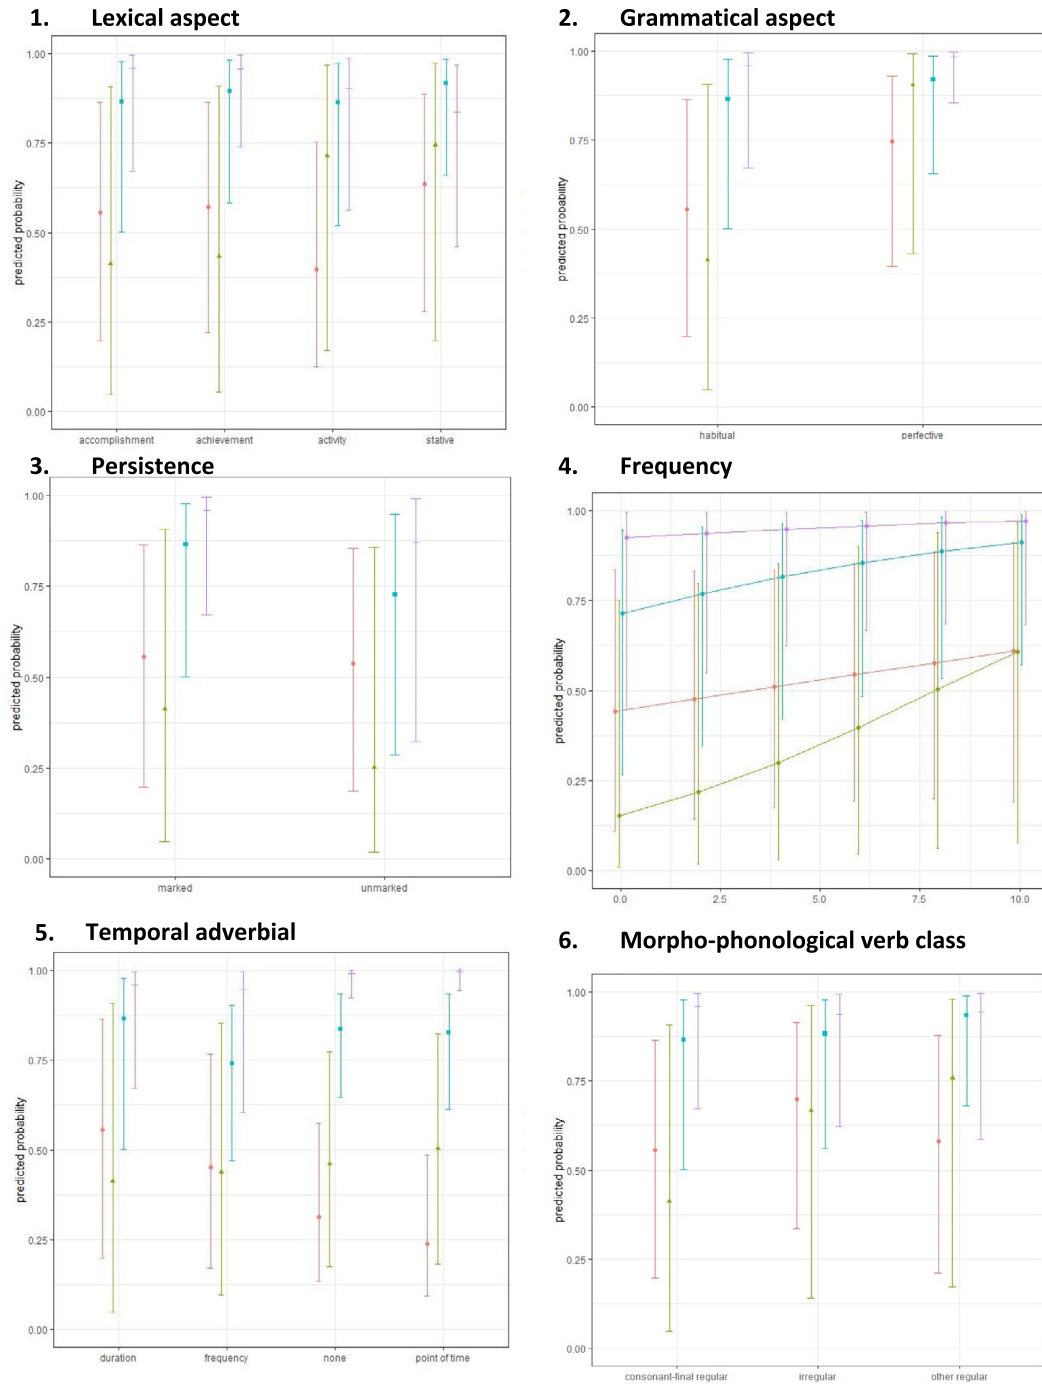 1. Lexical aspect
predicted probability
1.00
0.75
0.50
0.25
0.00
accomplishment achievement activity stative
2. Grammatical aspect
predicted probability
1.00
0.75
0.50
0.25
0.00
habitual perfective
3. Persistence
predicted probability
1.00
0.75
0.50
0.25
0.00
marked unmarked
4. Frequency
predicted probability
1.00
0.75
0.50
0.25
0.00
0.0 2.5 5.0 7.5 10.0
5. Temporal adverbial
predicted probability
1.00
0.75
0.50
0.25
0.00
duration frequency none point of time
6. Morpho-phonological verb class
predicted probability
1.00
0.75
0.50
0.25
0.00
consonant-final regular irregular other regular